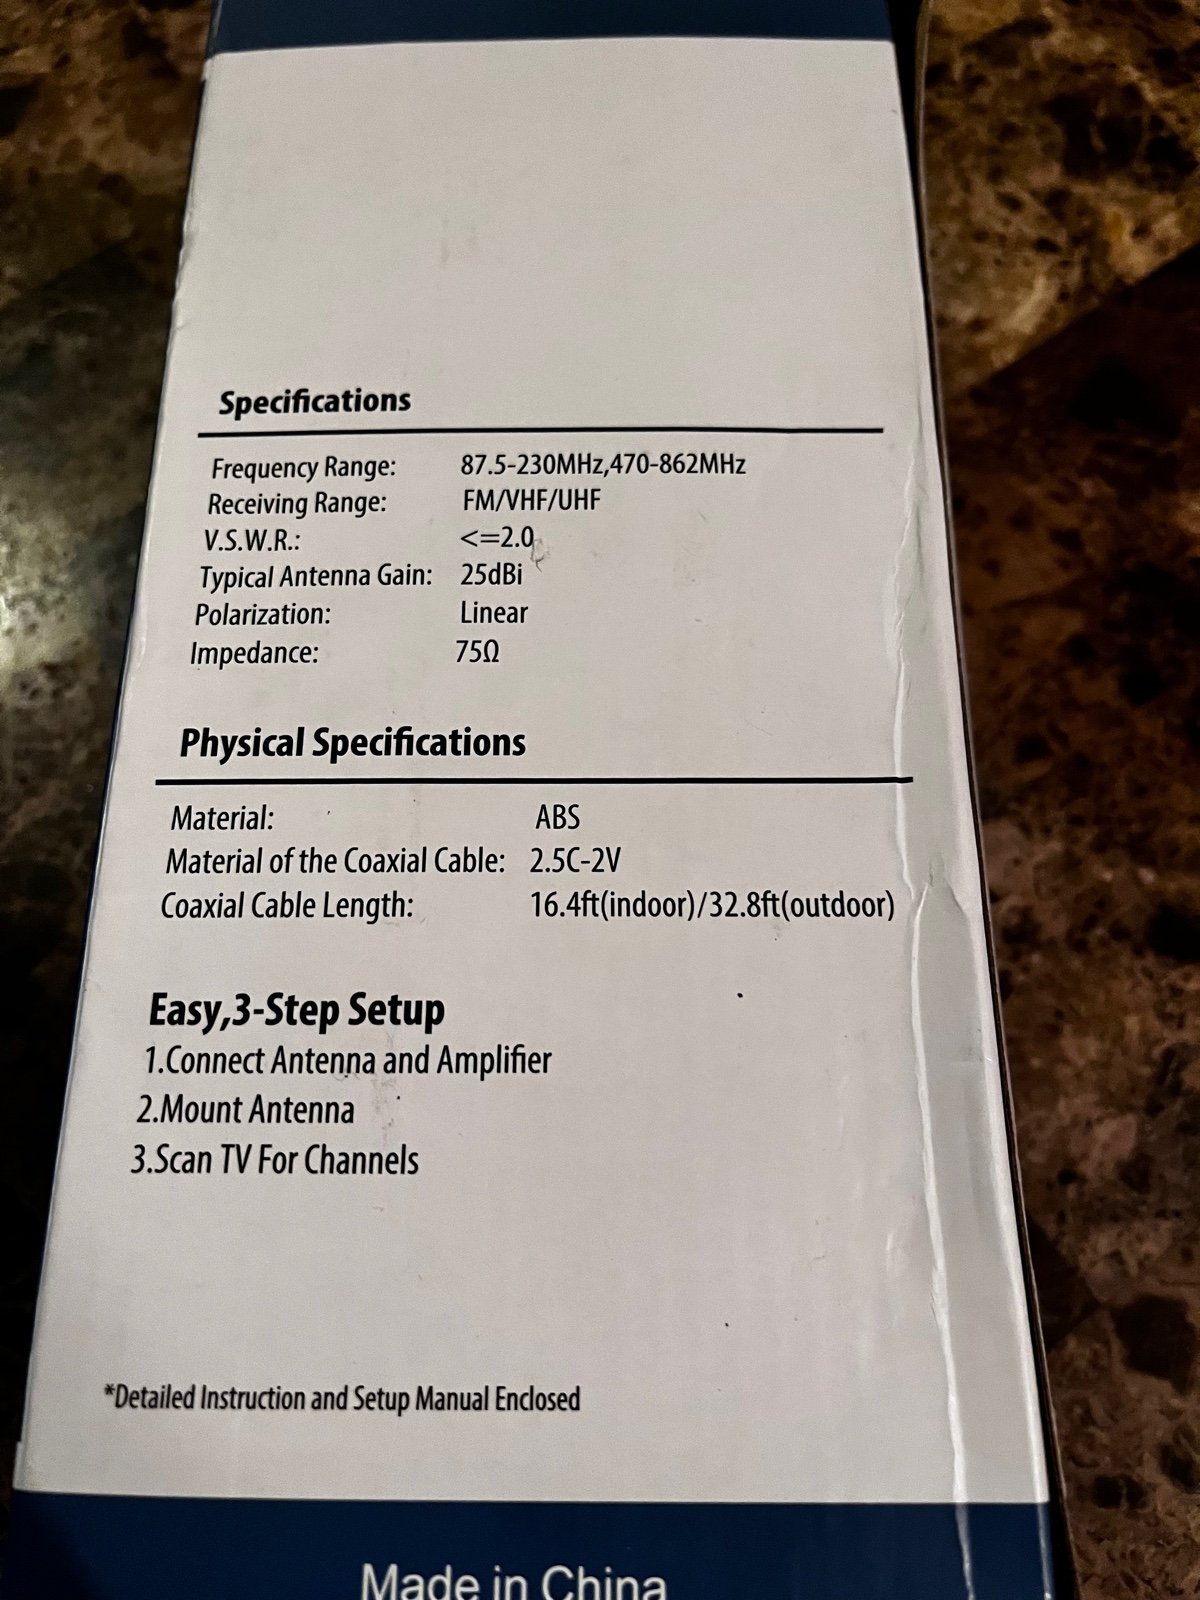 Specifications
Frequency Range: 87.5-230MHz,470-862MHz
Receiving Range: FM/VHF/UHF
V.S.W.R.: <=2.0
Typical Antenna Gain: 25dBi
Polarization: Linear
Impedance: 75Ω
Physical Specifications
Material: ABS
Material of the Coaxial Cable: 2.5C-2V
Coaxial Cable Length: 16.4ft(indoor)/32.8ft(outdoor)
Easy,3-Step Setup
1.Connect Antenna and Amplifier
2.Mount Antenna
3.Scan TV For Channels
*Detailed Instruction and Setup Manual Enclosed
Made in China